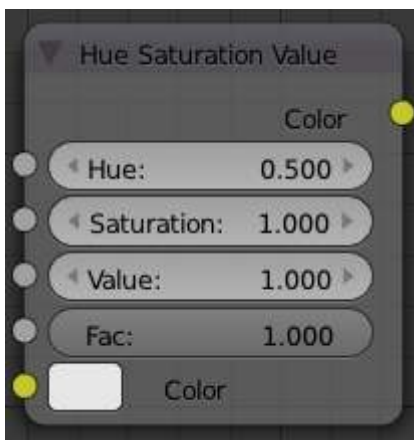 Hue Saturation Value
Color
Hue: 0.500
Saturation: 1.000
Value: 1.000
Fac: 1.000
Color